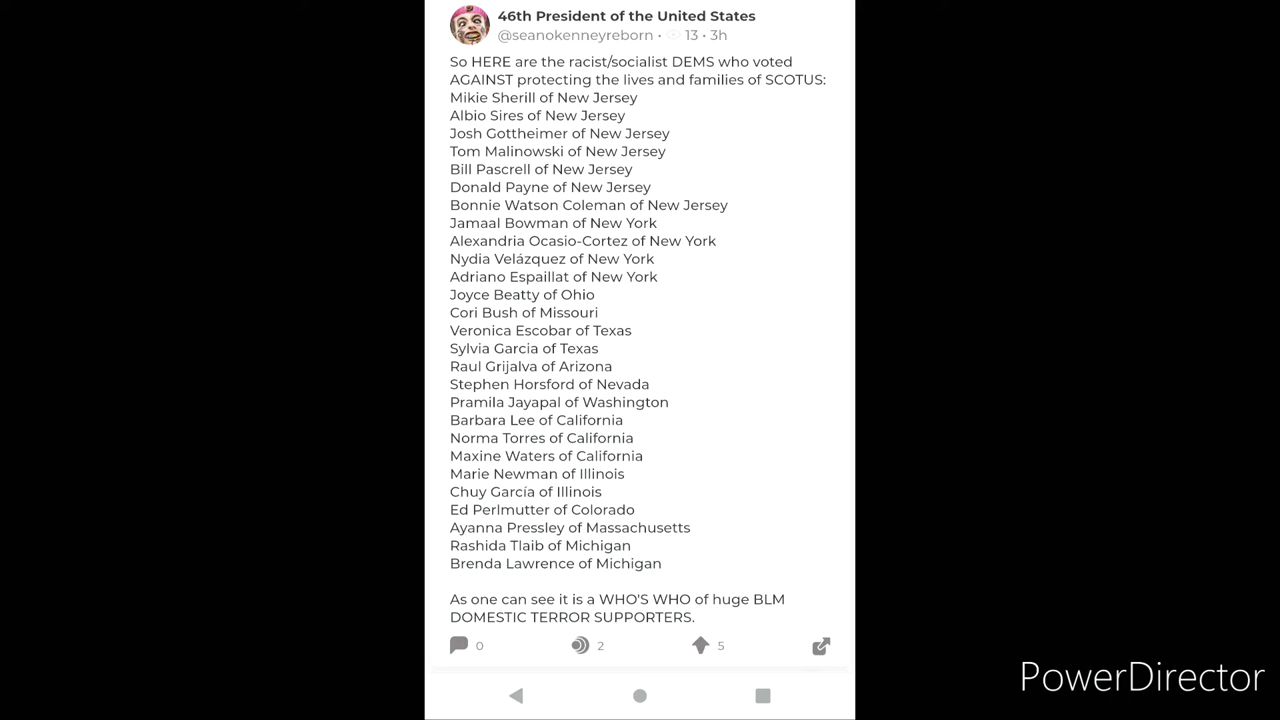 46th President of the United States
@seanokenneyreborn • 13 • 3h
So HERE are the racist/socialist DEMS who voted
AGAINST protecting the lives and families of SCOTUS:
Mikie Sherill of New Jersey
Albio Sires of New Jersey
Josh Gottheimer of New Jersey
Tom Malinowski of New Jersey
Bill Pascrell of New Jersey
Donald Payne of New Jersey
Bonnie Watson Coleman of New Jersey
Jamaal Bowman of New York
Alexandria Ocasio-Cortez of New York
Nydia Velázquez of New York
Adriano Espaillat of New York
Joyce Beatty of Ohio
Cori Bush of Missouri
Veronica Escobar of Texas
Sylvia Garcia of Texas
Raul Grijalva of Arizona
Stephen Horsford of Nevada
Pramila Jayapal of Washington
Barbara Lee of California
Norma Torres of California
Maxine Waters of California
Marie Newman of Illinois
Chuy García of Illinois
Ed Perlmutter of Colorado
Ayanna Pressley of Massachusetts
Rashida Tlaib of Michigan
Brenda Lawrence of Michigan
As one can see it is a WHO'S WHO of huge BLM
DOMESTIC TERROR SUPPORTERS.
0 2 5
PowerDirector